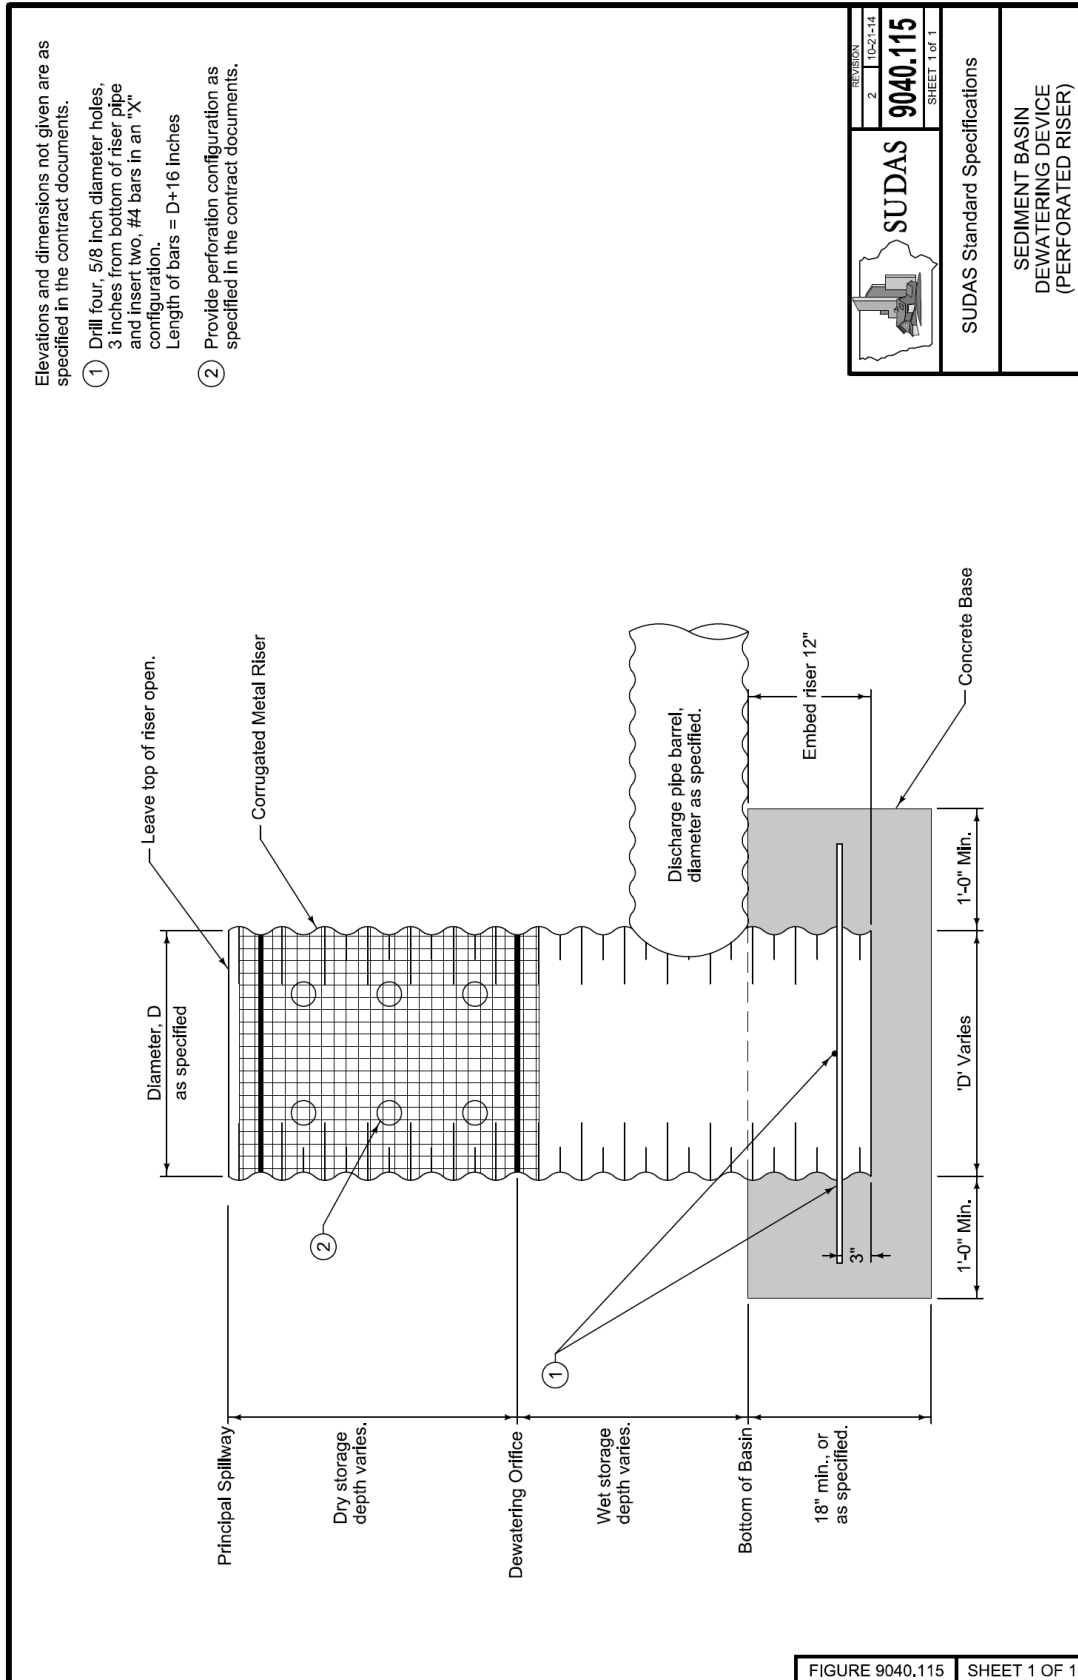 Elevations and dimensions not given are as
specified in the contract documents.
1 Drill four, 5/8 inch diameter holes,
3 inches from bottom of riser pipe
and insert two, #4 bars in an "X"
configuration.
Length of bars = D+16 inches
2 Provide perforation configuration as
specified in the contract documents.
Leave top of riser open.
Corrugated Metal Riser
Diameter, D
as specified
2
Discharge pipe barrel,
diameter as specified.
Embed riser 12"
Concrete Base
1
3"
1'-0" Min.
'D' Varies
1'-0" Min.
Principal Spillway
Dry storage
depth varies.
Dewatering Orifice
Wet storage
depth varies.
Bottom of Basin
18" min., or
as specified.
SUDAS
REVISION
2 10-21-14
9040.115
SHEET 1 of 1
SUDAS Standard Specifications
SEDIMENT BASIN
DEWATERING DEVICE
(PERFORATED RISER)
FIGURE 9040.115 SHEET 1 OF 1